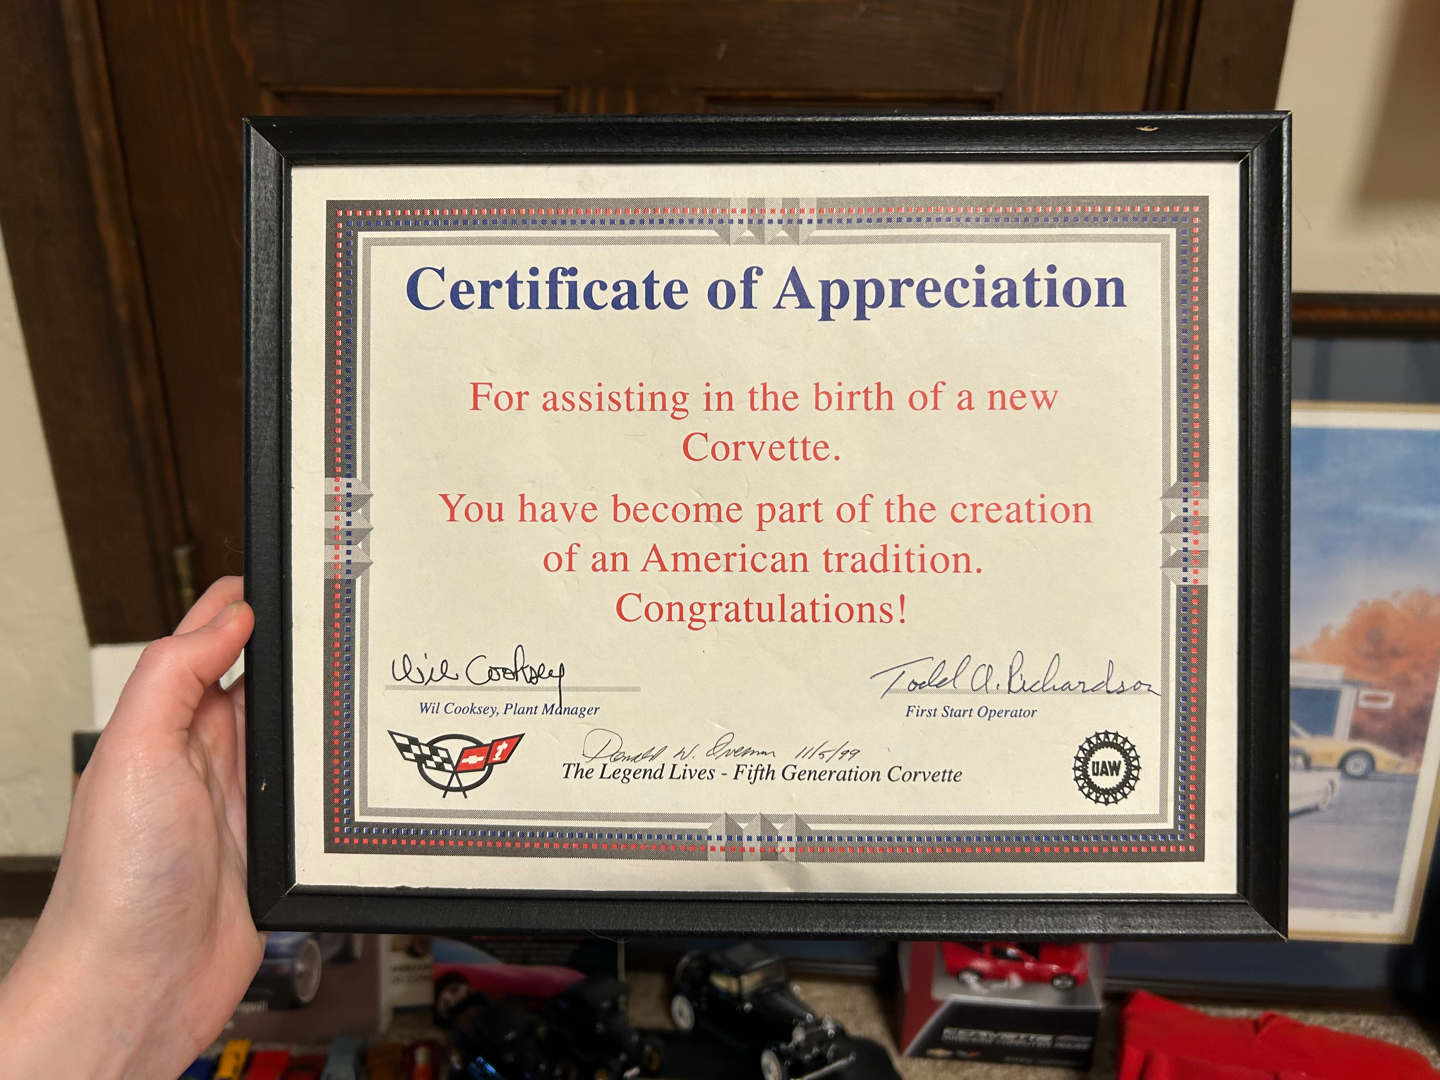 Certificate of Appreciation
For assisting in the birth of a new
Corvette.
You have become part of the creation
of an American tradition.
Congratulations!
Wil Cooksey
Todd A. Richardson
Wil Cooksey, Plant Manager
First Start Operator
Donald W. 11/5/99
The Legend Lives - Fifth Generation Corvette
UAW